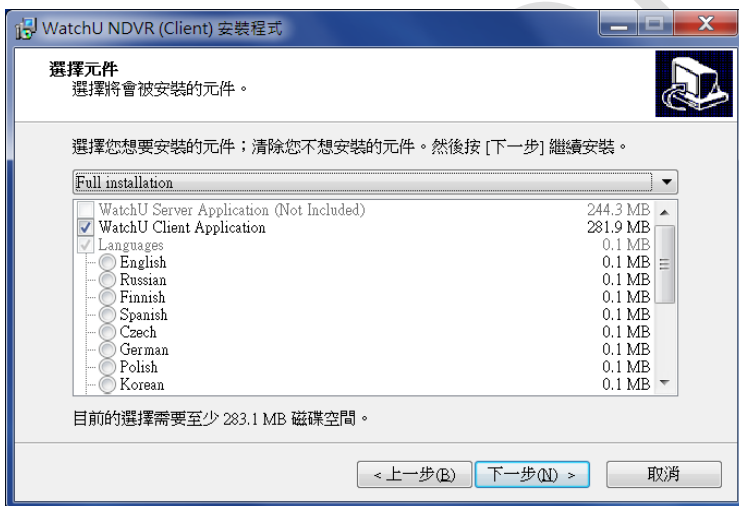 WatchU NDVR (Client) 安裝程式
選擇元件
選擇將會被安裝的元件。
選擇您想要安裝的元件；清除您不想安裝的元件。然後按 [下一步] 繼續安裝。
Full installation
WatchU Server Application (Not Included) 244.3 MB
WatchU Client Application 281.9 MB
Languages 0.1 MB
English 0.1 MB
Russian 0.1 MB
Finnish 0.1 MB
Spanish 0.1 MB
Czech 0.1 MB
German 0.1 MB
Polish 0.1 MB
Korean 0.1 MB
目前的選擇需要至少 283.1 MB 磁碟空間。
< 上一步(B) 下一步(N) > 取消